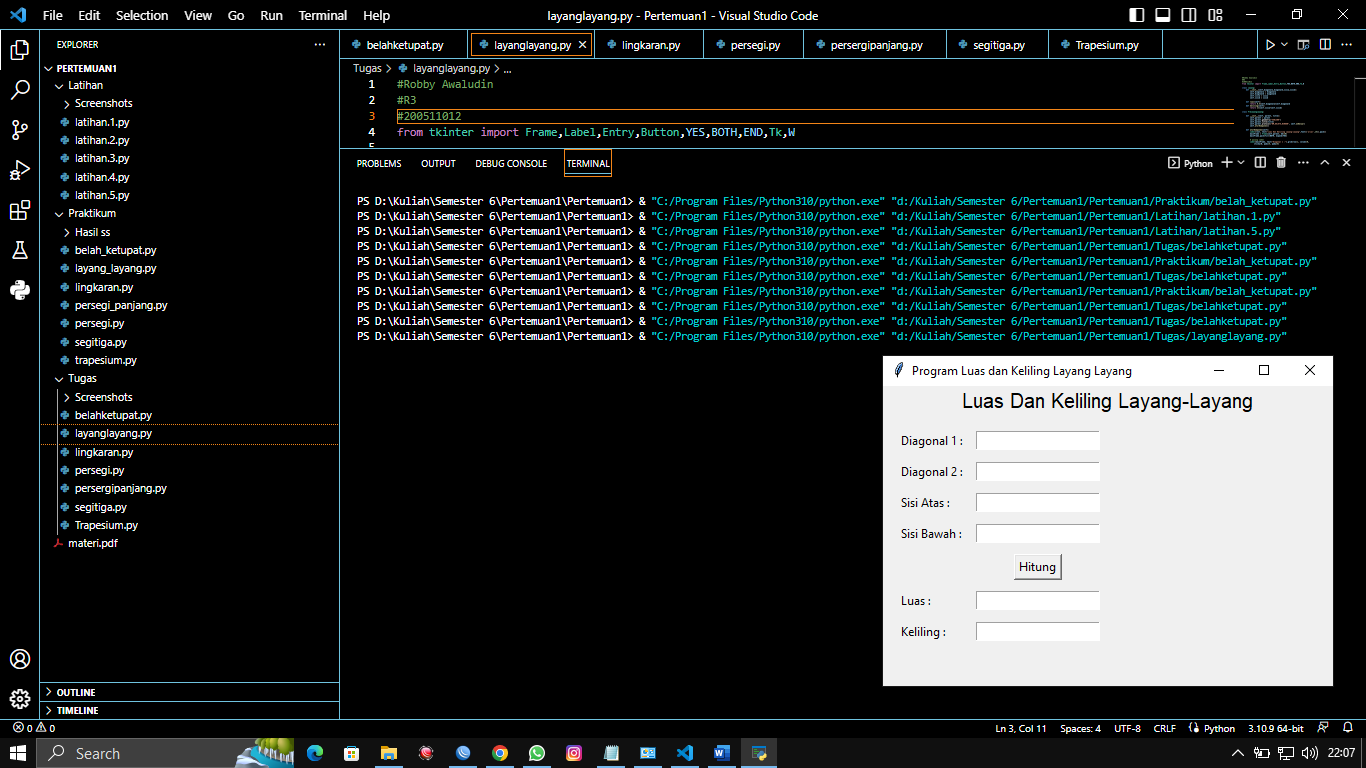 File Edit Selection View Go Run Terminal Help
layanglayang.py - Pertemuan1 - Visual Studio Code
EXPLORER
PERTEMUAN1
Latihan
Screenshots
latihan.1.py
latihan.2.py
latihan.3.py
latihan.4.py
latihan.5.py
Praktikum
Hasil ss
belah_ketupat.py
layang_layang.py
lingkaran.py
persegi_panjang.py
persegi.py
segitiga.py
trapesium.py
Tugas
Screenshots
belahketupat.py
layanglayang.py
lingkaran.py
persegi.py
persergipanjang.py
segitiga.py
Trapesium.py
materi.pdf
OUTLINE
TIMELINE
belahketupat.py layanglayang.py lingkaran.py persegi.py persergipanjang.py segitiga.py Trapesium.py
Tugas > layanglayang.py > ...
1 #Robby Awaludin
2 #R3
3 #200511012
4 from tkinter import Frame,Label,Entry,Button,YES,BOTH,END,Tk,W
PROBLEMS OUTPUT DEBUG CONSOLE TERMINAL
Python
PS D:\Kuliah\Semester 6\Pertemuan1\Pertemuan1> & "C:/Program Files/Python310/python.exe" "d:/Kuliah/Semester 6/Pertemuan1/Pertemuan1/Praktikum/belah_ketupat.py"
PS D:\Kuliah\Semester 6\Pertemuan1\Pertemuan1> & "C:/Program Files/Python310/python.exe" "d:/Kuliah/Semester 6/Pertemuan1/Pertemuan1/Latihan/latihan.1.py"
PS D:\Kuliah\Semester 6\Pertemuan1\Pertemuan1> & "C:/Program Files/Python310/python.exe" "d:/Kuliah/Semester 6/Pertemuan1/Pertemuan1/Latihan/latihan.5.py"
PS D:\Kuliah\Semester 6\Pertemuan1\Pertemuan1> & "C:/Program Files/Python310/python.exe" "d:/Kuliah/Semester 6/Pertemuan1/Pertemuan1/Tugas/belahketupat.py"
PS D:\Kuliah\Semester 6\Pertemuan1\Pertemuan1> & "C:/Program Files/Python310/python.exe" "d:/Kuliah/Semester 6/Pertemuan1/Pertemuan1/Praktikum/belah_ketupat.py"
PS D:\Kuliah\Semester 6\Pertemuan1\Pertemuan1> & "C:/Program Files/Python310/python.exe" "d:/Kuliah/Semester 6/Pertemuan1/Pertemuan1/Tugas/belahketupat.py"
PS D:\Kuliah\Semester 6\Pertemuan1\Pertemuan1> & "C:/Program Files/Python310/python.exe" "d:/Kuliah/Semester 6/Pertemuan1/Pertemuan1/Praktikum/belah_ketupat.py"
PS D:\Kuliah\Semester 6\Pertemuan1\Pertemuan1> & "C:/Program Files/Python310/python.exe" "d:/Kuliah/Semester 6/Pertemuan1/Pertemuan1/Tugas/belahketupat.py"
PS D:\Kuliah\Semester 6\Pertemuan1\Pertemuan1> & "C:/Program Files/Python310/python.exe" "d:/Kuliah/Semester 6/Pertemuan1/Pertemuan1/Tugas/belahketupat.py"
PS D:\Kuliah\Semester 6\Pertemuan1\Pertemuan1> & "C:/Program Files/Python310/python.exe" "d:/Kuliah/Semester 6/Pertemuan1/Pertemuan1/Tugas/layanglayang.py"
Program Luas dan Keliling Layang Layang
Luas Dan Keliling Layang-Layang
Diagonal 1 :
Diagonal 2 :
Sisi Atas :
Sisi Bawah :
Hitung
Luas :
Keliling :
0 0
Ln 3, Col 11 Spaces: 4 UTF-8 CRLF Python 3.10.9 64-bit
Search
22:07